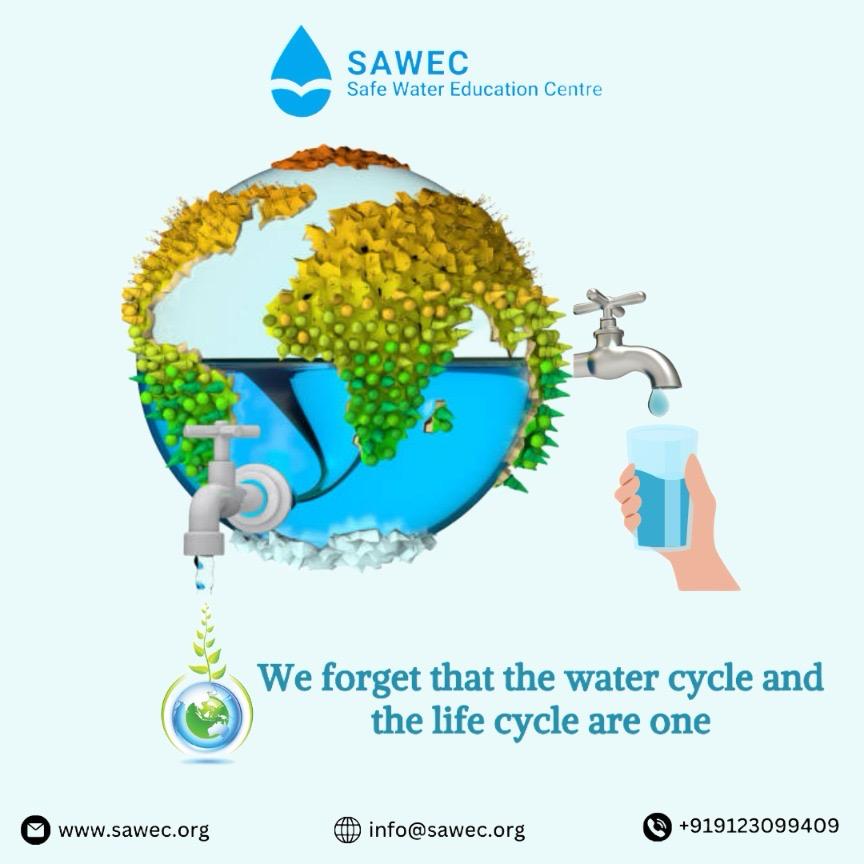 SAWEC
Safe Water Education Centre
We forget that the water cycle and
the life cycle are one
www.sawec.org
info@sawec.org
+919123099409